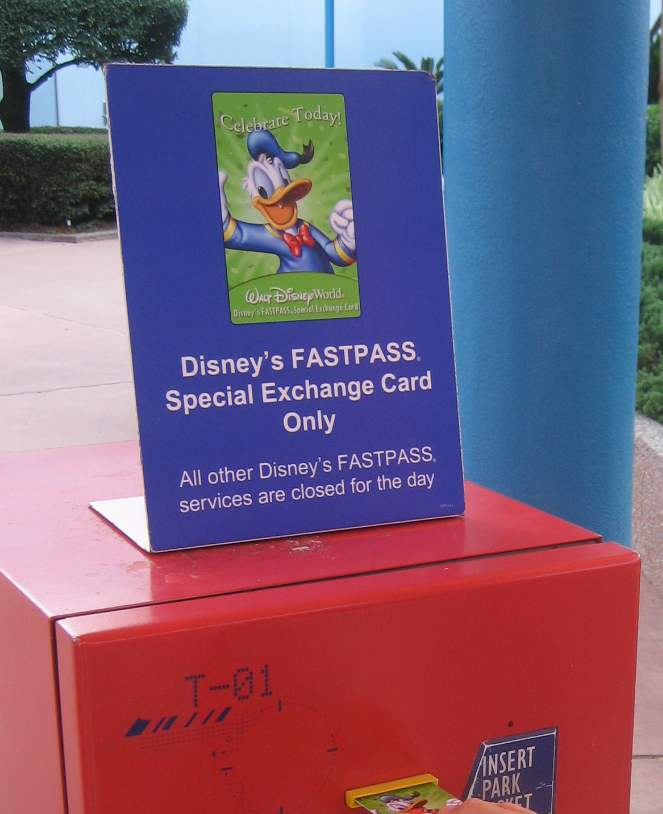 Celebrate Today!
Walt Disney World®
Disney's FASTPASS® Special Exchange Card
Disney's FASTPASS®
Special Exchange Card
Only
All other Disney's FASTPASS®
services are closed for the day
T-01
INSERT
PARK